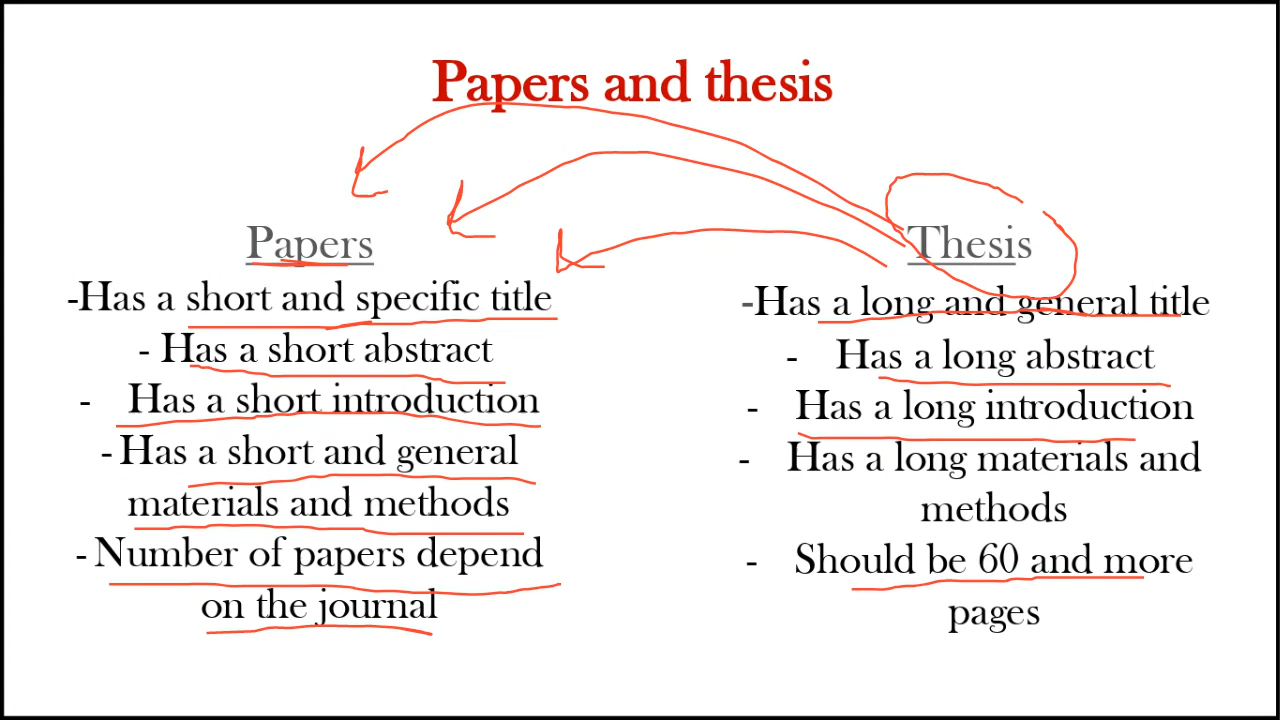 Papers and thesis
Papers
-Has a short and specific title
- Has a short abstract
- Has a short introduction
- Has a short and general
materials and methods
- Number of papers depend
on the journal
Thesis
-Has a long and general title
- Has a long abstract
- Has a long introduction
- Has a long materials and
methods
- Should be 60 and more
pages